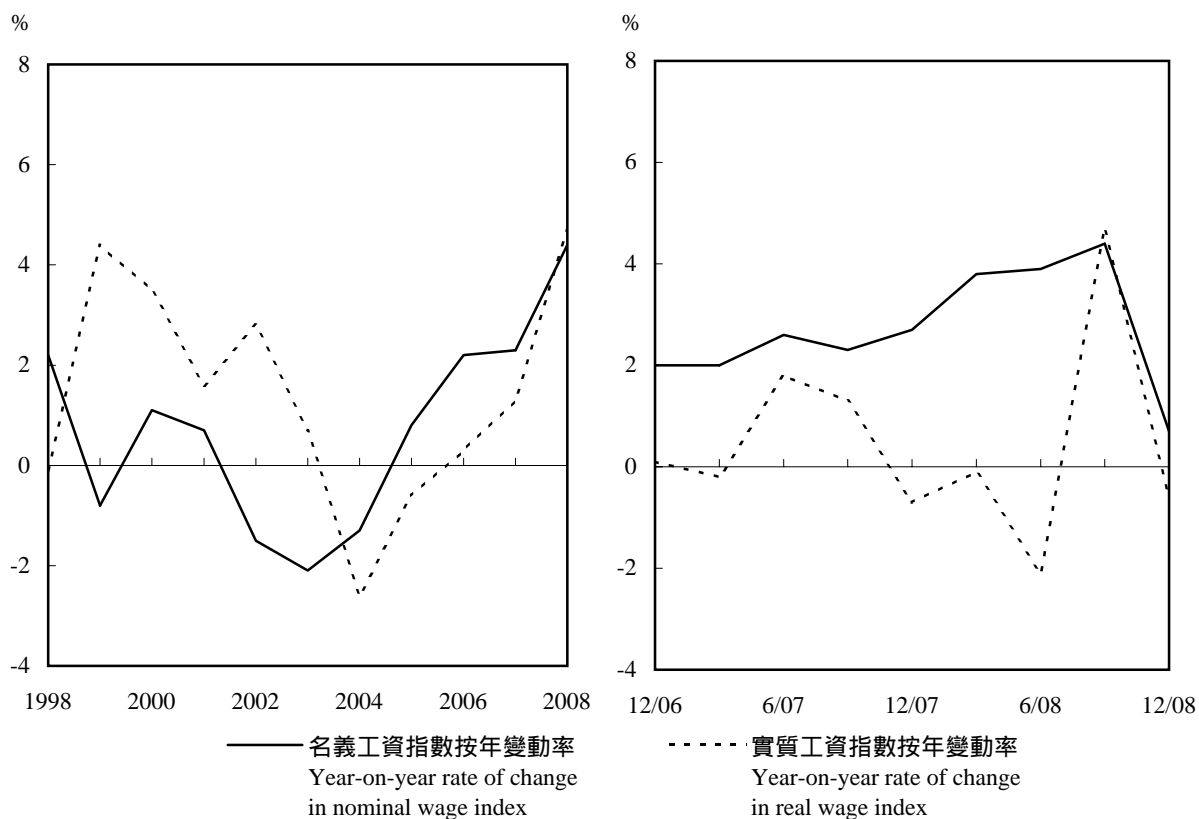 %
8
6
4
2
0
-2
-4
1998 2000 2002 2004 2006 2008
%
8
6
4
2
0
-2
-4
12/06 6/07 12/07 6/08 12/08
名義工資指數按年變動率
Year-on-year rate of change
in nominal wage index
實質工資指數按年變動率
Year-on-year rate of change
in real wage index